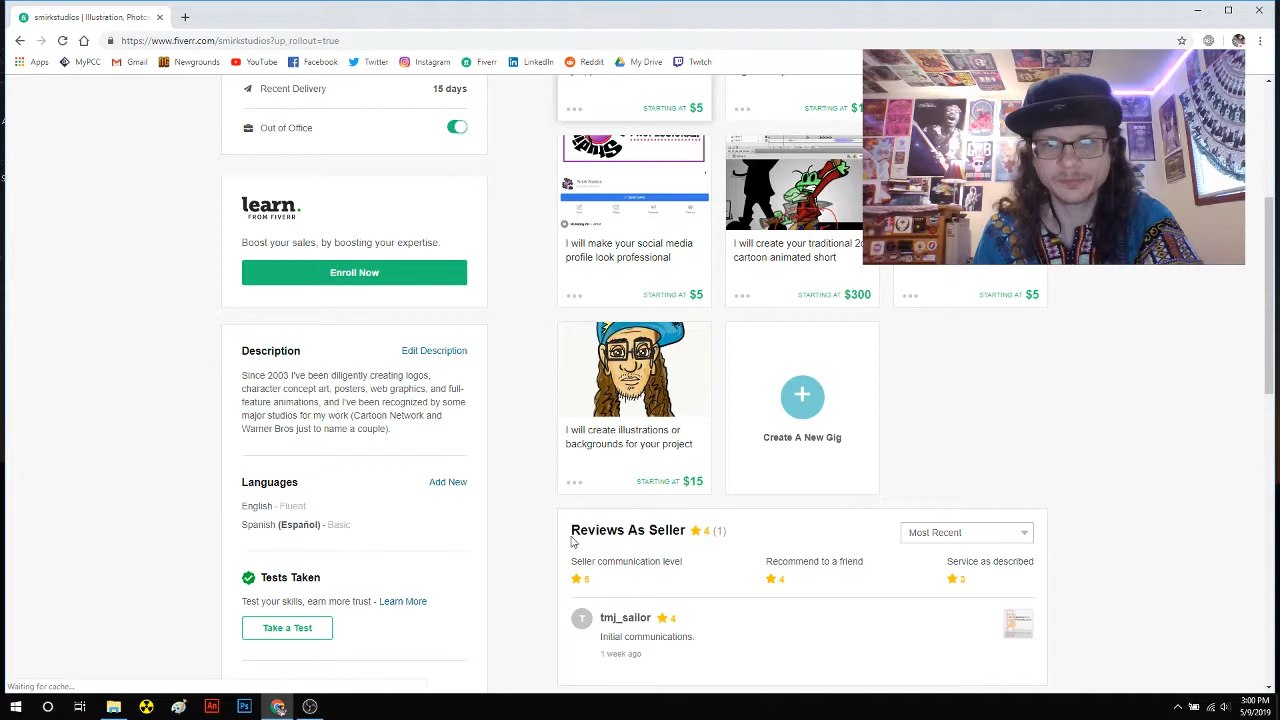 smirkstudios | Illustration, Photos
https://www.fiverr.com/smirkstudios?up_rollout=true
Apps MyPCC Gmail Newgrounds YouTube Facebook Twitter Instagram Fiverr LinkedIn Reddit My Drive Twitch
Recent Delivery 15 days
Out of Office
learn.
FROM FIVERR
Boost your sales, by boosting your expertise.
Enroll Now
Description Edit Description
Since 2003 I've been diligently creating logos,
character concept art, posters, web graphics, and full-
feature animations, and I've been recognized by some
major studios for my work (Cartoon Network and
Warner Bros just to name a couple).
Languages Add New
English - Fluent
Spanish (Español) - Basic
Tests Taken
Test your skills, earn more trust - Learn More
Take a Test
STARTING AT $5
STARTING AT
I will make your social media
profile look professional
STARTING AT $5
I will create your traditional 2d
cartoon animated short
STARTING AT $300
STARTING AT $5
I will create illustrations or
backgrounds for your project
STARTING AT $15
Create A New Gig
Reviews As Seller 4 (1)
Most Recent
Seller communication level Recommend to a friend Service as described
5 4 3
T tmj_sailor 4
Initial communications.
1 week ago
Waiting for cache...
An Ps
3:00 PM
5/9/2019